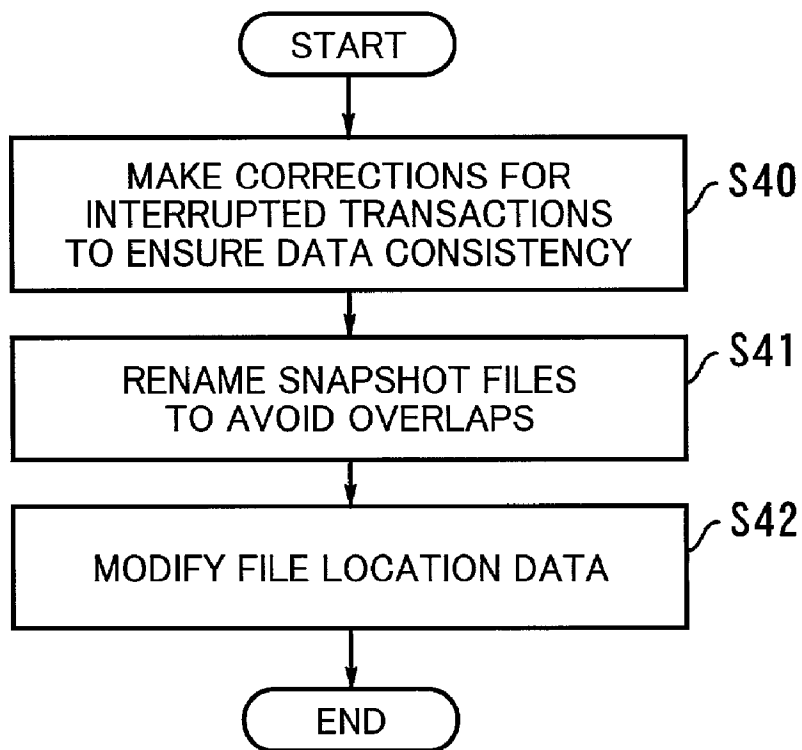 START
MAKE CORRECTIONS FOR
INTERRUPTED TRANSACTIONS
TO ENSURE DATA CONSISTENCY
S40
RENAME SNAPSHOT FILES
TO AVOID OVERLAPS
S41
MODIFY FILE LOCATION DATA
S42
END